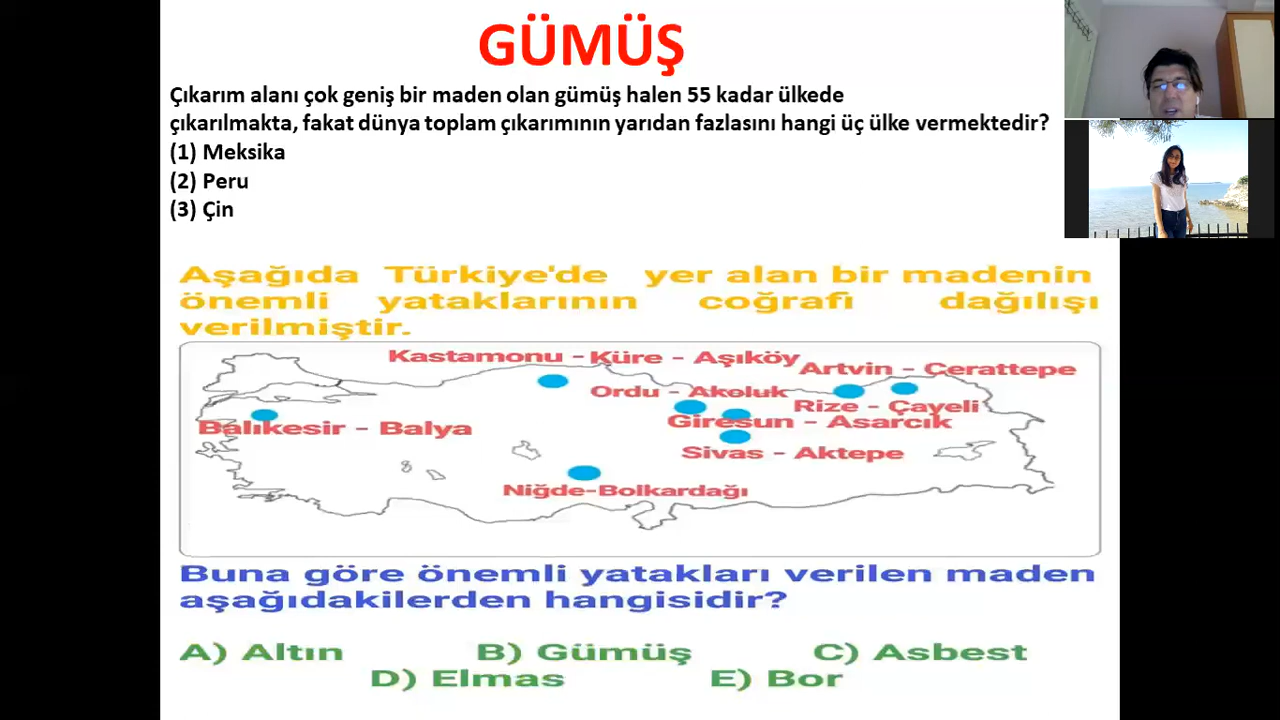 GÜMÜŞ
Çıkarım alanı çok geniş bir maden olan gümüş halen 55 kadar ülkede
çıkarılmakta, fakat dünya toplam çıkarımının yarıdan fazlasını hangi üç ülke vermektedir?
(1) Meksika
(2) Peru
(3) Çin
Aşağıda Türkiye'de yer alan bir madenin
önemli yataklarının coğrafi dağılışı
verilmiştir.
Kastamonu - Küre - Aşıköy
Artvin - Cerattepe
Ordu - Akoluk
Rize - Çayeli
Giresun - Asarcık
Balıkesir - Balya
Sivas - Aktepe
Niğde-Bolkardağı
Buna göre önemli yatakları verilen maden
aşağıdakilerden hangisidir?
A) Altın B) Gümüş C) Asbest
D) Elmas E) Bor